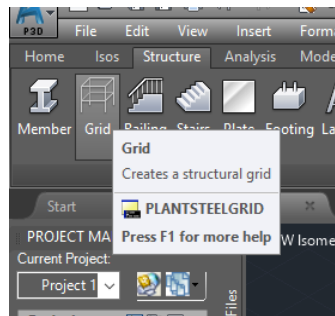 P3D
File Edit View Insert Forma
Home Isos Structure Analysis Mode
Member Grid Railing Stairs Plate Footing La
Grid
Creates a structural grid
PLANTSTEELGRID
Press F1 for more help
Start
PROJECT MA
W Isome
Current Project:
Project 1
Files